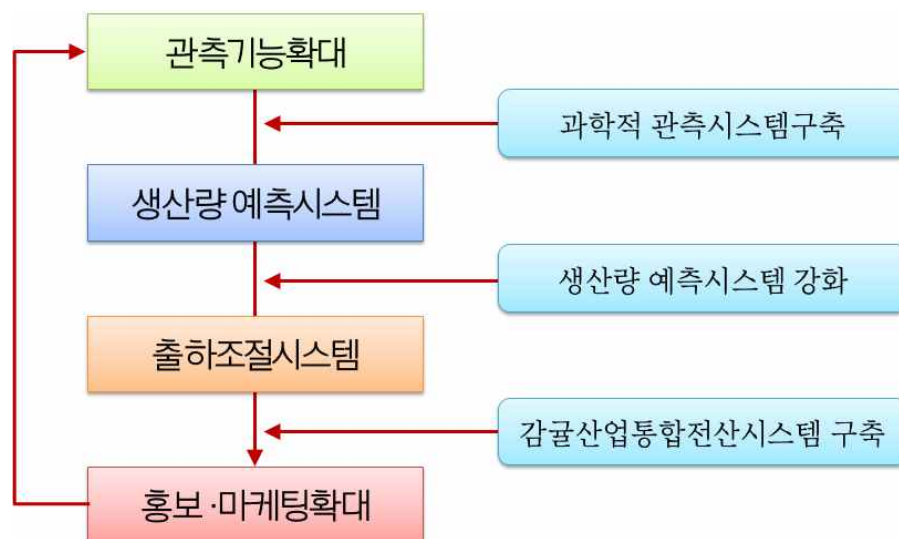 관측기능확대
과학적 관측시스템구축
생산량 예측시스템
생산량 예측시스템 강화
출하조절시스템
감귤산업통합전산시스템 구축
홍보·마케팅확대